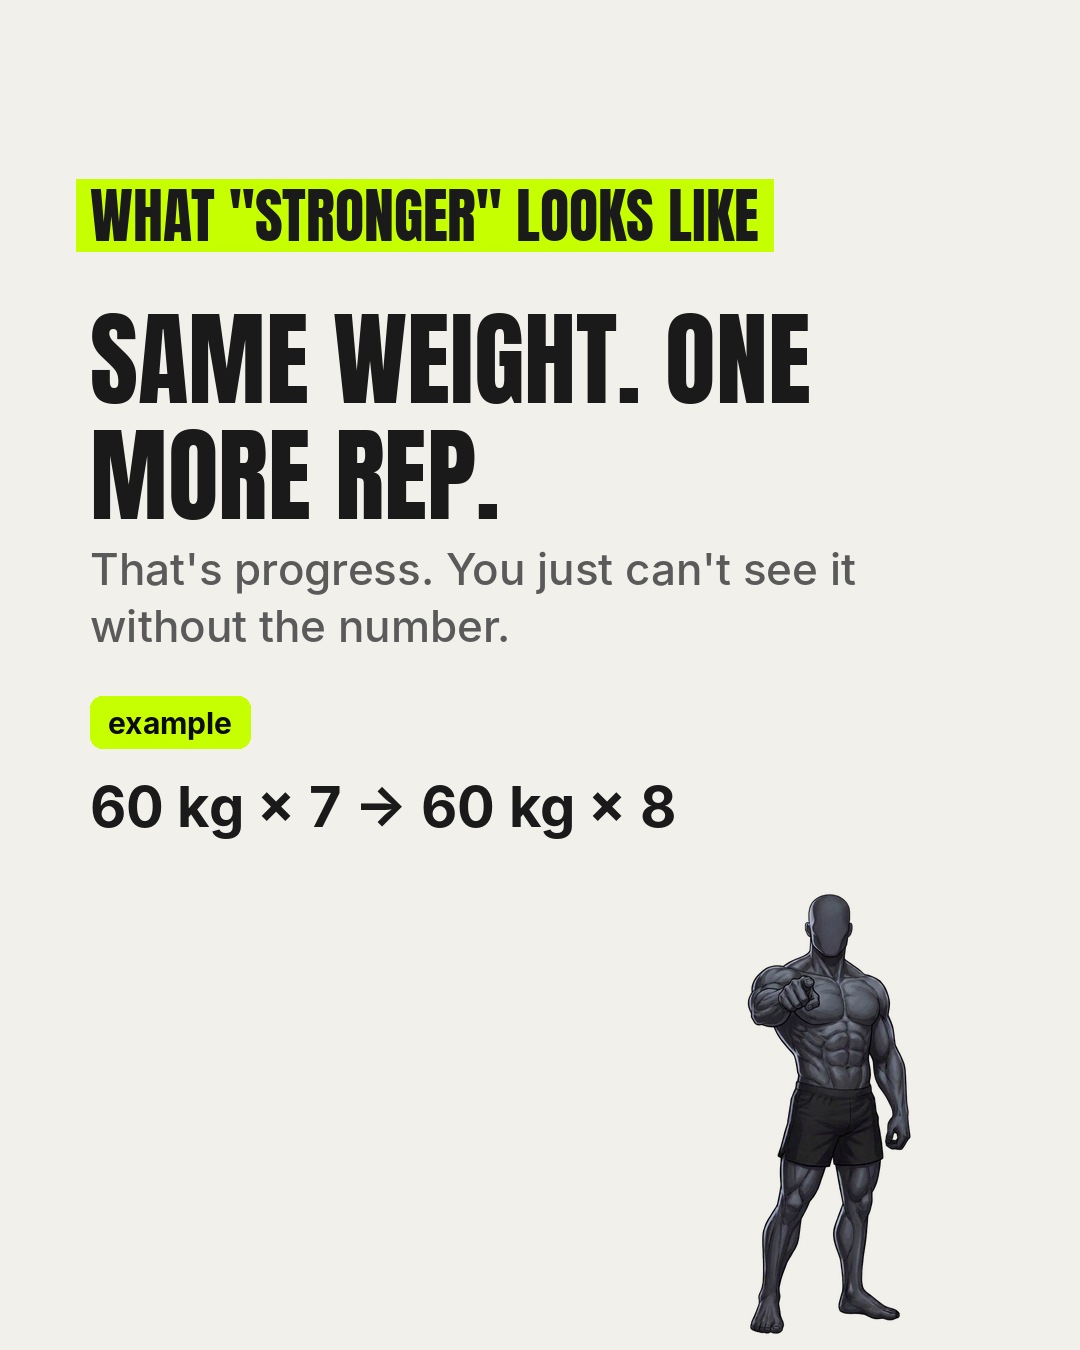 WHAT "STRONGER" LOOKS LIKE
SAME WEIGHT. ONE
MORE REP.
That's progress. You just can't see it
without the number.
example
60 kg × 7 → 60 kg × 8